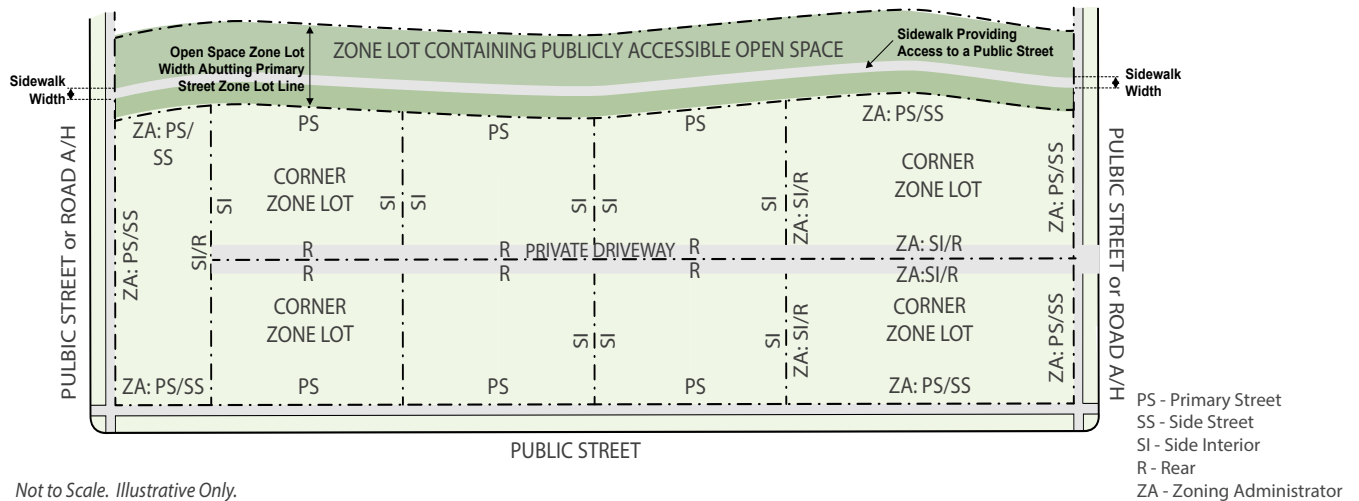 ZONE LOT CONTAINING PUBLICLY ACCESSIBLE OPEN SPACE
Open Space Zone Lot
Width Abutting Primary
Street Zone Lot Line
Sidewalk Providing
Access to a Public Street
Sidewalk
Width
Sidewalk
Width
ZA: PS/
SS
PS
PS
PS
ZA: PS/SS
CORNER
ZONE LOT
CORNER
ZONE LOT
PULBIC STREET or ROAD A/H
ZA: PS/SS
SI/R
SI
SI
SI
SI
SI
SI
ZA: SI/R
ZA: PS/SS
PULBIC STREET or ROAD A/H
R
R
PRIVATE DRIVEWAY
R
ZA: SI/R
R
R
R
ZA:SI/R
CORNER
ZONE LOT
CORNER
ZONE LOT
SI
SI
SI
ZA: SI/R
ZA: PS/SS
ZA: PS/SS
PS
PS
PS
ZA: PS/SS
PUBLIC STREET
PS - Primary Street
SS - Side Street
SI - Side Interior
R - Rear
ZA - Zoning Administrator
Not to Scale. Illustrative Only.